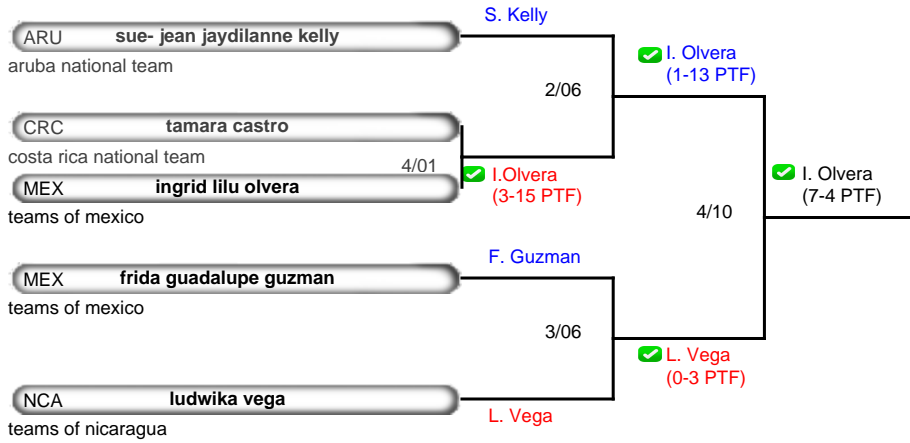 S. Kelly
ARU sue- jean jaydilanne kelly
aruba national team
I. Olvera
(1-13 PTF)
2/06
CRC tamara castro
costa rica national team
4/01
I.Olvera
(3-15 PTF)
MEX ingrid lilu olvera
teams of mexico
I. Olvera
(7-4 PTF)
4/10
F. Guzman
MEX frida guadalupe guzman
teams of mexico
3/06
L. Vega
(0-3 PTF)
NCA ludwika vega
L. Vega
teams of nicaragua